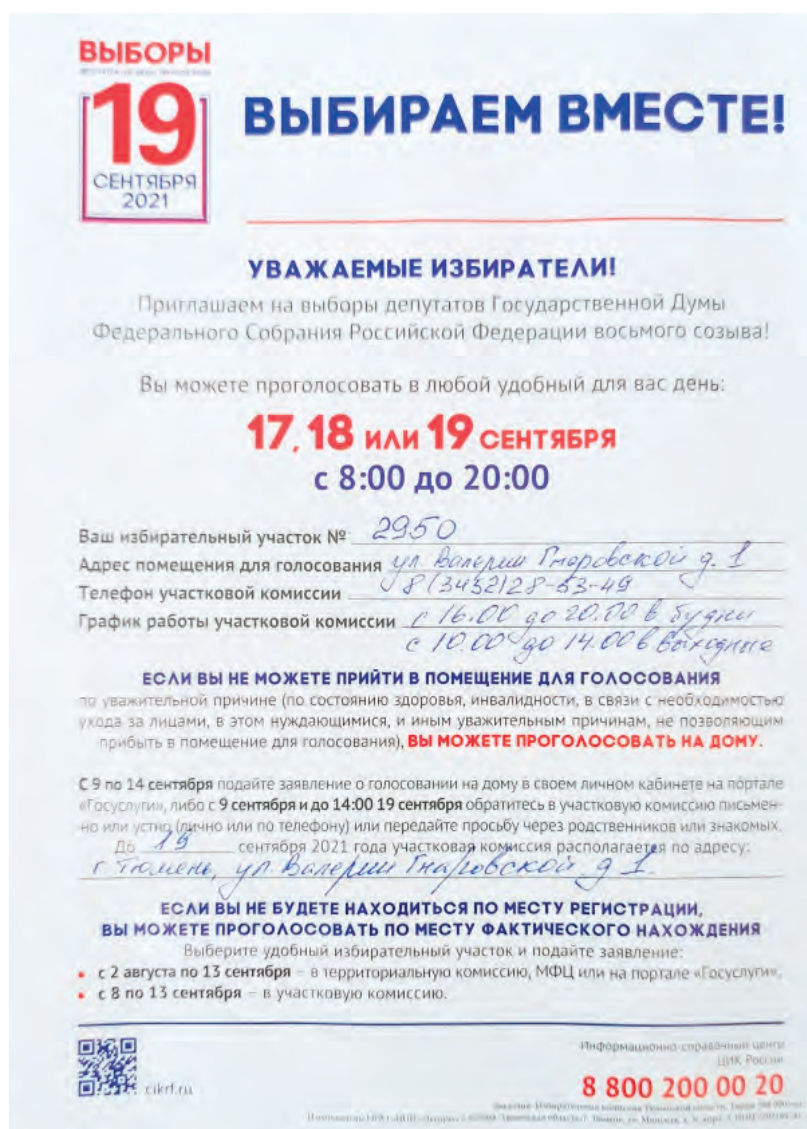 ВЫБОРЫ
19
СЕНТЯБРЯ
2021
ВЫБИРАЕМ ВМЕСТЕ!
УВАЖАЕМЫЕ ИЗБИРАТЕЛИ!
Приглашаем на выборы депутатов Государственной Думы
Федерального Собрания Российской Федерации восьмого созыва!
Вы можете проголосовать в любой удобный для вас день:
17, 18 ИЛИ 19 СЕНТЯБРЯ
с 8:00 до 20:00
Ваш избирательный участок № 2950
Адрес помещения для голосования ул. Валерии Гнаровской д. 1
Телефон участковой комиссии 8(3452)28-53-49
График работы участковой комиссии с 16.00 до 20.00 в будни
с 10.00 до 14.00 в выходные
ЕСЛИ ВЫ НЕ МОЖЕТЕ ПРИЙТИ В ПОМЕЩЕНИЕ ДЛЯ ГОЛОСОВАНИЯ
по уважительной причине (по состоянию здоровья, инвалидности, в связи с необходимостью
ухода за лицами, в этом нуждающимися, и иным уважительным причинам, не позволяющим
прибыть в помещение для голосования), ВЫ МОЖЕТЕ ПРОГОЛОСОВАТЬ НА ДОМУ.
С 9 по 14 сентября подайте заявление о голосовании на дому в своем личном кабинете на портале
«Госуслуги», либо с 9 сентября и до 14:00 19 сентября обратитесь в участковую комиссию письмен-
но или устно (лично или по телефону) или передайте просьбу через родственников или знакомых.
До 19 сентября 2021 года участковая комиссия располагается по адресу:
г Тюмень, ул. Валерии Гнаровской д 1.
ЕСЛИ ВЫ НЕ БУДЕТЕ НАХОДИТЬСЯ ПО МЕСТУ РЕГИСТРАЦИИ,
ВЫ МОЖЕТЕ ПРОГОЛОСОВАТЬ ПО МЕСТУ ФАКТИЧЕСКОГО НАХОЖДЕНИЯ
Выберите удобный избирательный участок и подайте заявление:
• с 2 августа по 13 сентября – в территориальную комиссию, МФЦ или на портале «Госуслуги».
• с 8 по 13 сентября – в участковую комиссию.
Информационно-справочный центр
ЦИК России
cikrf.ru
8 800 200 00 20